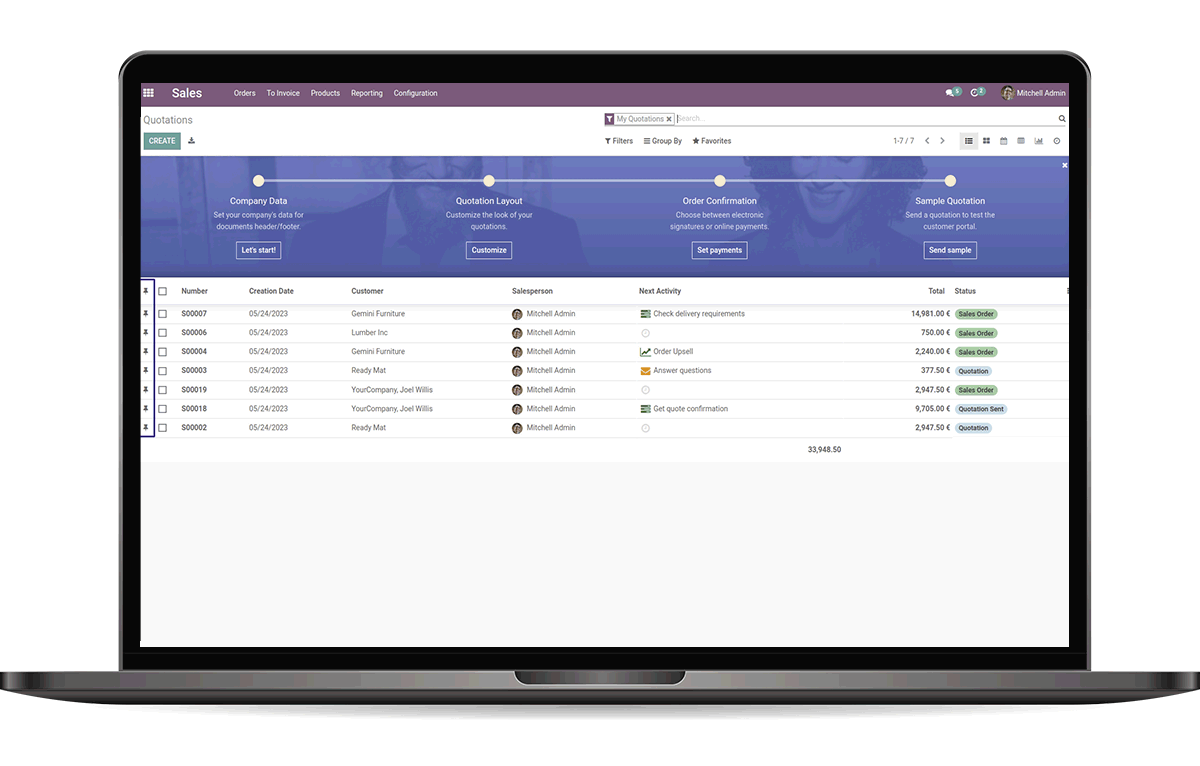 Sales Orders To Invoice Products Reporting Configuration 5 2 Mitchell Admin
Quotations My Quotations × Search...
CREATE Filters Group By Favorites 1-7 / 7
Company Data Quotation Layout Order Confirmation Sample Quotation
Set your company's data for Customize the look of your Choose between electronic Send a quotation to test the
documents header/footer. quotations. signatures or online payments. customer portal.
Let's start! Customize Set payments Send sample
Number Creation Date Customer Salesperson Next Activity Total Status
S00007 05/24/2023 Gemini Furniture Mitchell Admin Check delivery requirements 14,981.00 € Sales Order
S00006 05/24/2023 Lumber Inc Mitchell Admin 750.00 € Sales Order
S00004 05/24/2023 Gemini Furniture Mitchell Admin Order Upsell 2,240.00 € Sales Order
S00003 05/24/2023 Ready Mat Mitchell Admin Answer questions 377.50 € Quotation
S00019 05/24/2023 YourCompany, Joel Willis Mitchell Admin 2,947.50 € Sales Order
S00018 05/24/2023 YourCompany, Joel Willis Mitchell Admin Get quote confirmation 9,705.00 € Quotation Sent
S00002 05/24/2023 Ready Mat Mitchell Admin 2,947.50 € Quotation
33,948.50